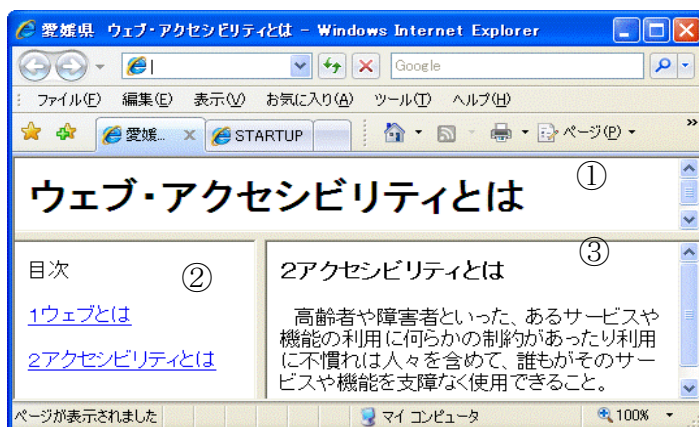 愛媛県 ウェブ・アクセシビリティとは - Windows Internet Explorer
Google
ファイル(F) 編集(E) 表示(V) お気に入り(A) ツール(T) ヘルプ(H)
愛媛... × STARTUP ページ(P) »
①
ウェブ・アクセシビリティとは
目次
②
1ウェブとは
2アクセシビリティとは
③
2アクセシビリティとは
高齢者や障害者といった、あるサービスや
機能の利用に何らかの制約があったり利用
に不慣れは人々を含めて、誰もがそのサー
ビスや機能を支障なく使用できること。
ページが表示されました マイ コンピュータ 100%